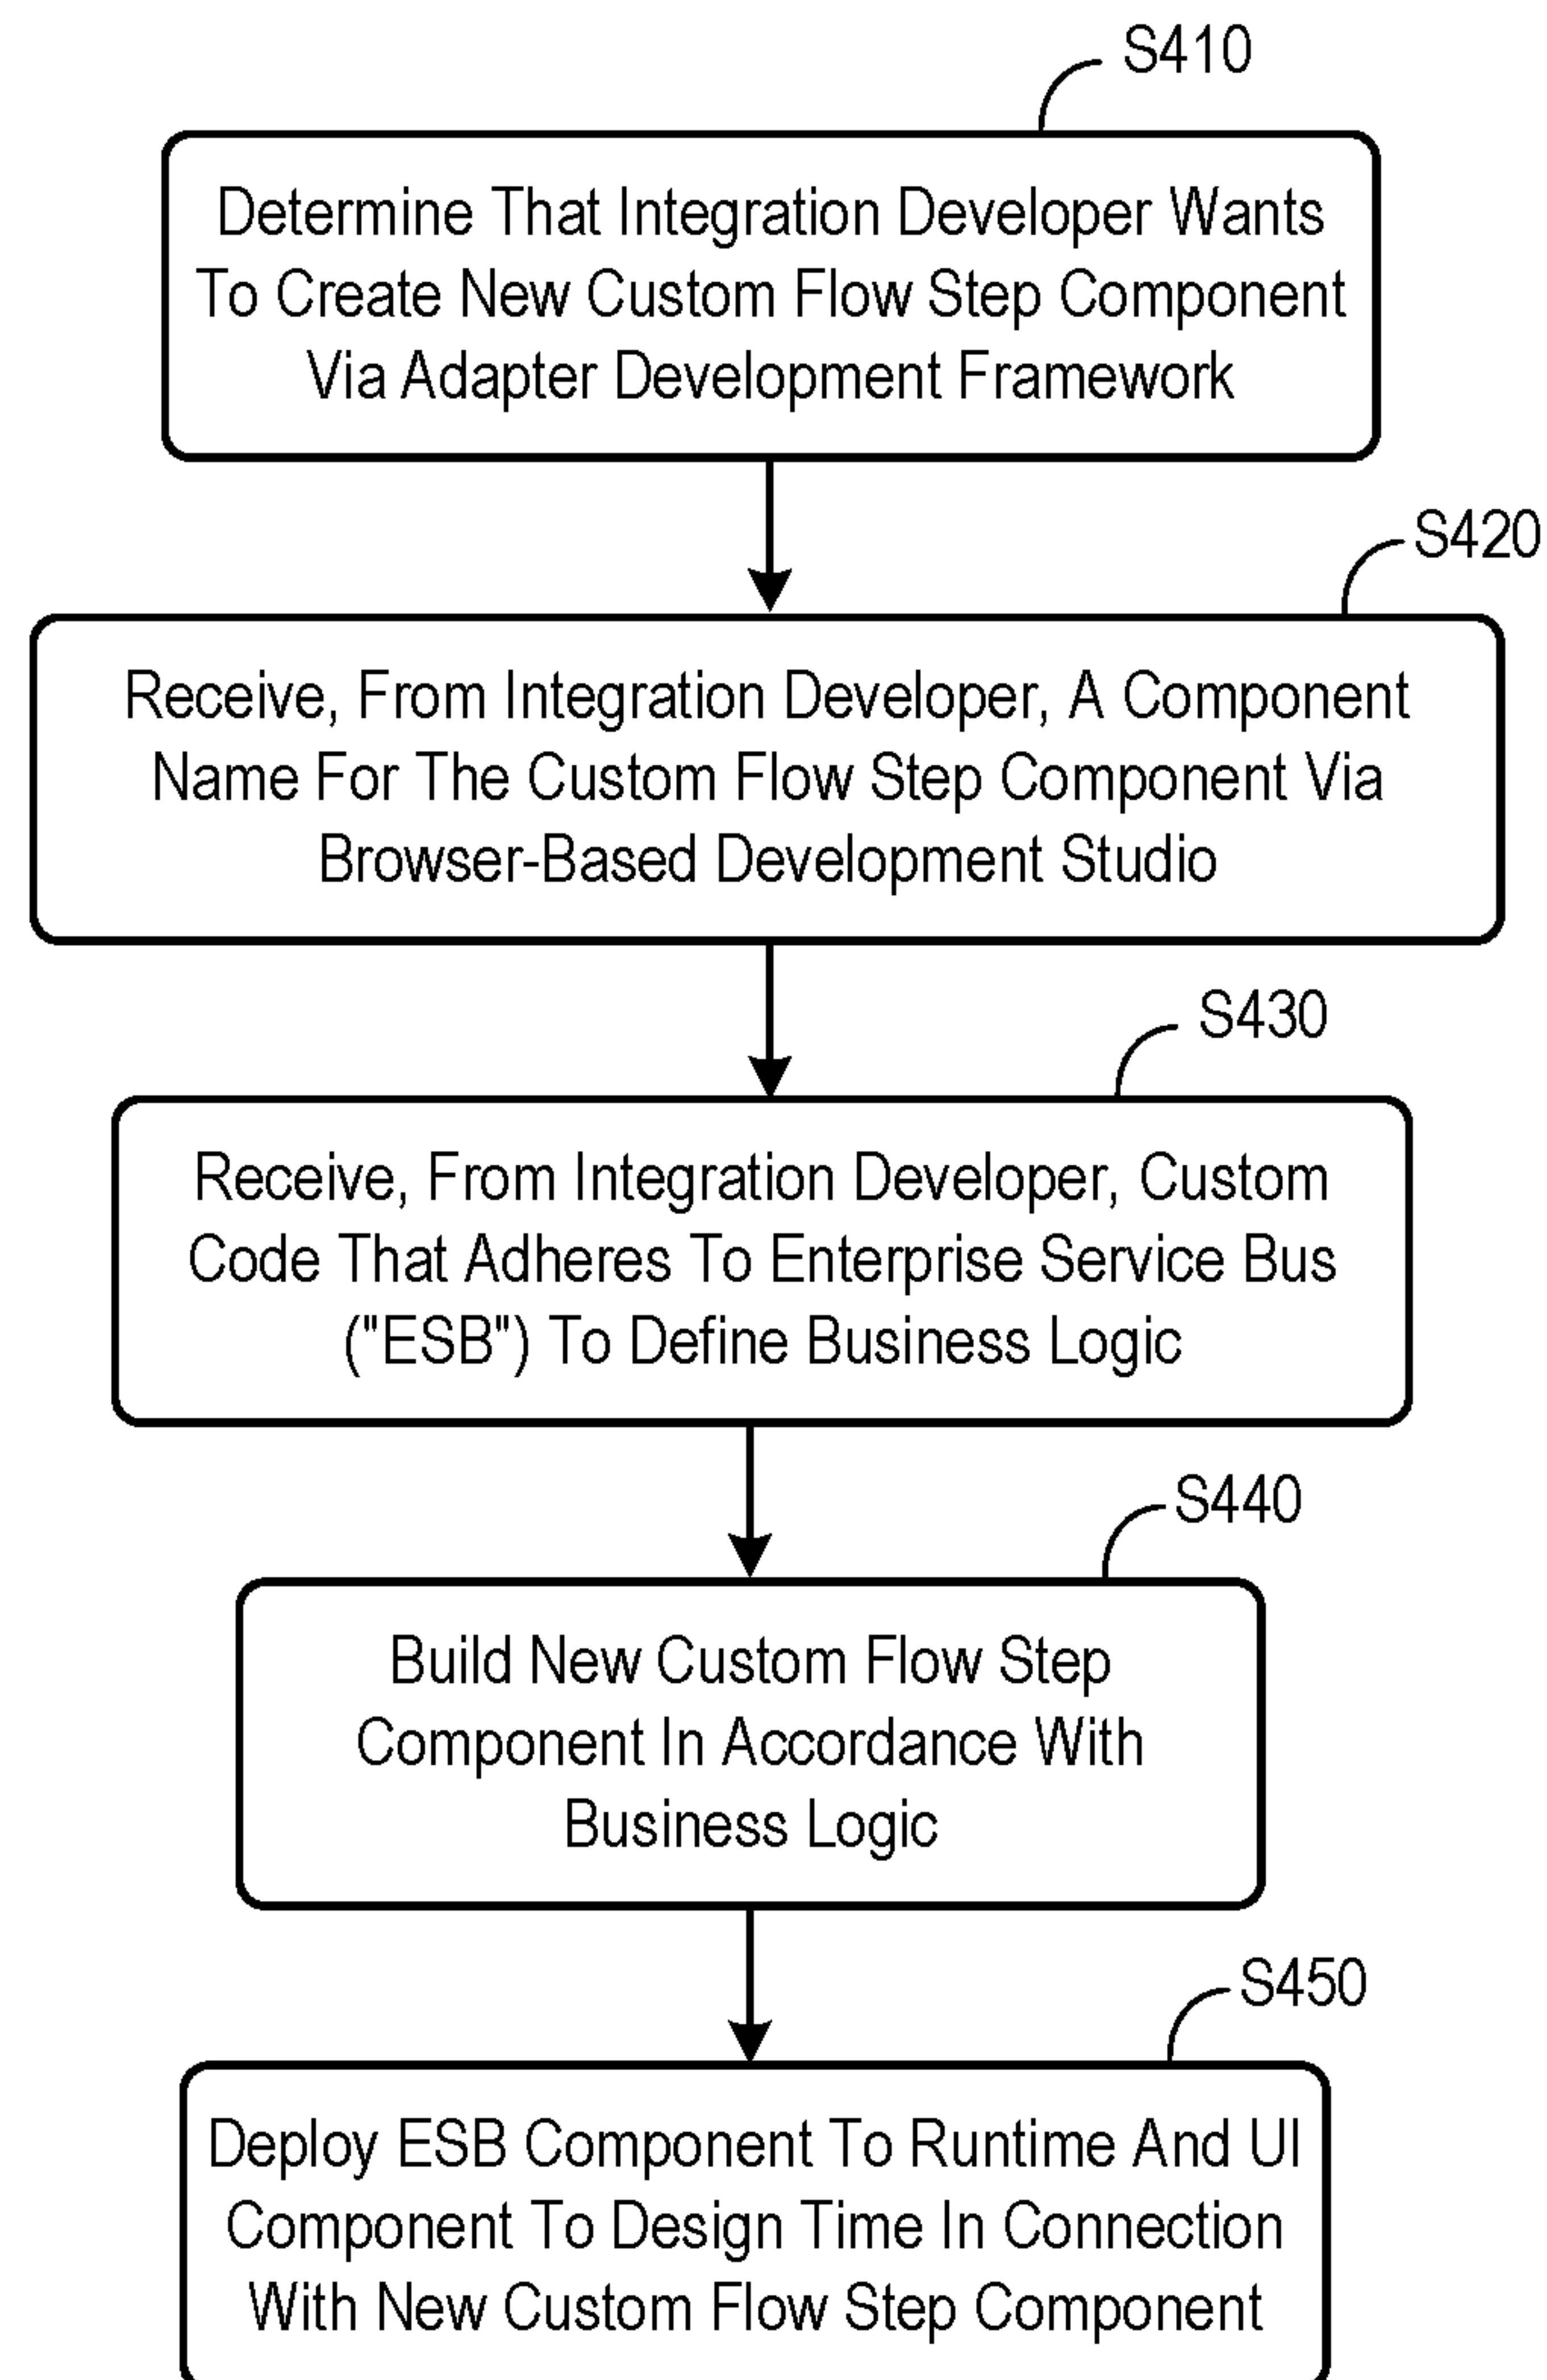 S410
Determine That Integration Developer Wants
To Create New Custom Flow Step Component
Via Adapter Development Framework
S420
Receive, From Integration Developer, A Component
Name For The Custom Flow Step Component Via
Browser-Based Development Studio
S430
Receive, From Integration Developer, Custom
Code That Adheres To Enterprise Service Bus
("ESB") To Define Business Logic
S440
Build New Custom Flow Step
Component In Accordance With
Business Logic
S450
Deploy ESB Component To Runtime And UI
Component To Design Time In Connection
With New Custom Flow Step Component